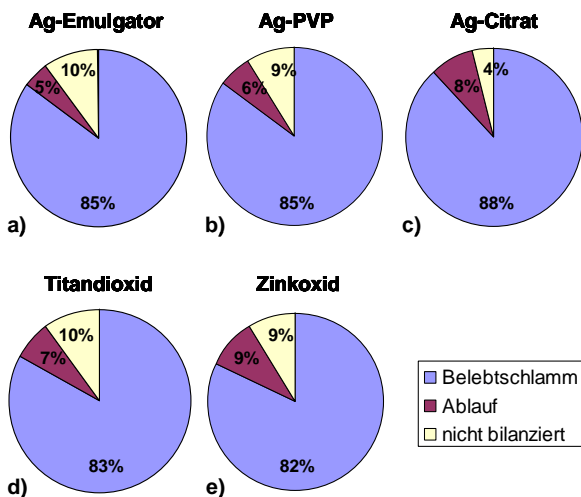 Ag-Emulgator
10%
5%
85%
a)
Ag-PVP
9%
6%
85%
b)
Ag-Citrat
4%
8%
88%
c)
Titandioxid
10%
7%
83%
d)
Zinkoxid
9%
9%
82%
e)
Belebtschlamm
Ablauf
nicht bilanziert